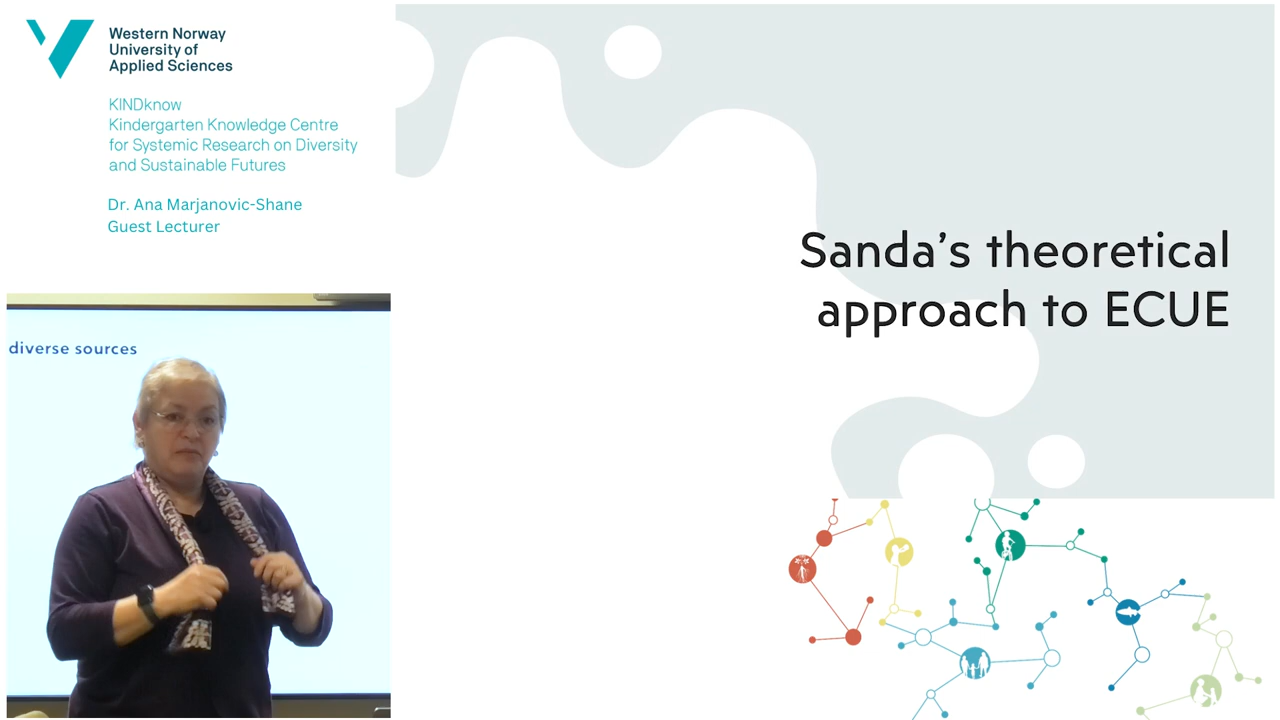 Western Norway
University of
Applied Sciences
KINDknow
Kindergarten Knowledge Centre
for Systemic Research on Diversity
and Sustainable Futures
Dr. Ana Marjanovic-Shane
Guest Lecturer
diverse sources
Sanda’s theoretical
approach to ECUE